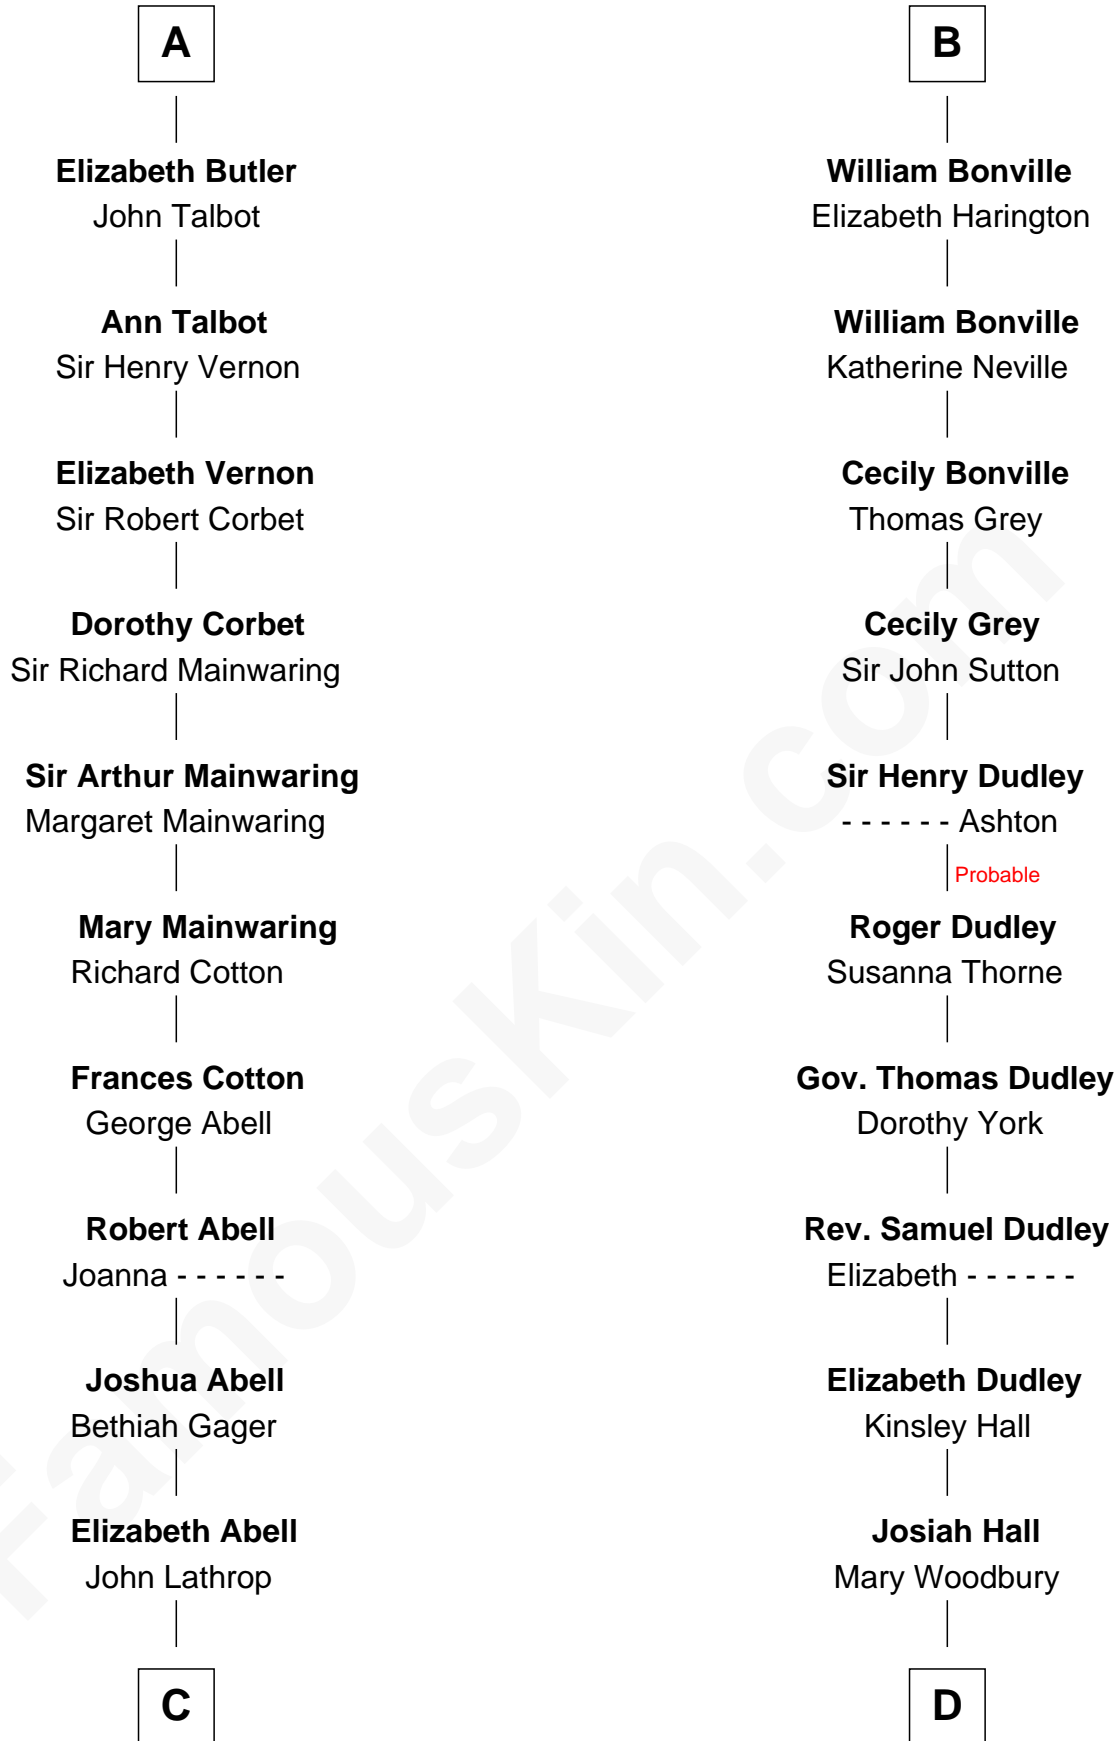 A
Elizabeth Butler
John Talbot
Ann Talbot
Sir Henry Vernon
Elizabeth Vernon
Sir Robert Corbet
Dorothy Corbet
Sir Richard Mainwaring
Sir Arthur Mainwaring
Margaret Mainwaring
Mary Mainwaring
Richard Cotton
Frances Cotton
George Abell
Robert Abell
Joanna - - - - - -
Joshua Abell
Bethiah Gager
Elizabeth Abell
John Lathrop
C
B
William Bonville
Elizabeth Harington
William Bonville
Katherine Neville
Cecily Bonville
Thomas Grey
Cecily Grey
Sir John Sutton
Sir Henry Dudley
- - - - - - Ashton
Probable
Roger Dudley
Susanna Thorne
Gov. Thomas Dudley
Dorothy York
Rev. Samuel Dudley
Elizabeth - - - - - -
Elizabeth Dudley
Kinsley Hall
Josiah Hall
Mary Woodbury
D
FamousKin.com